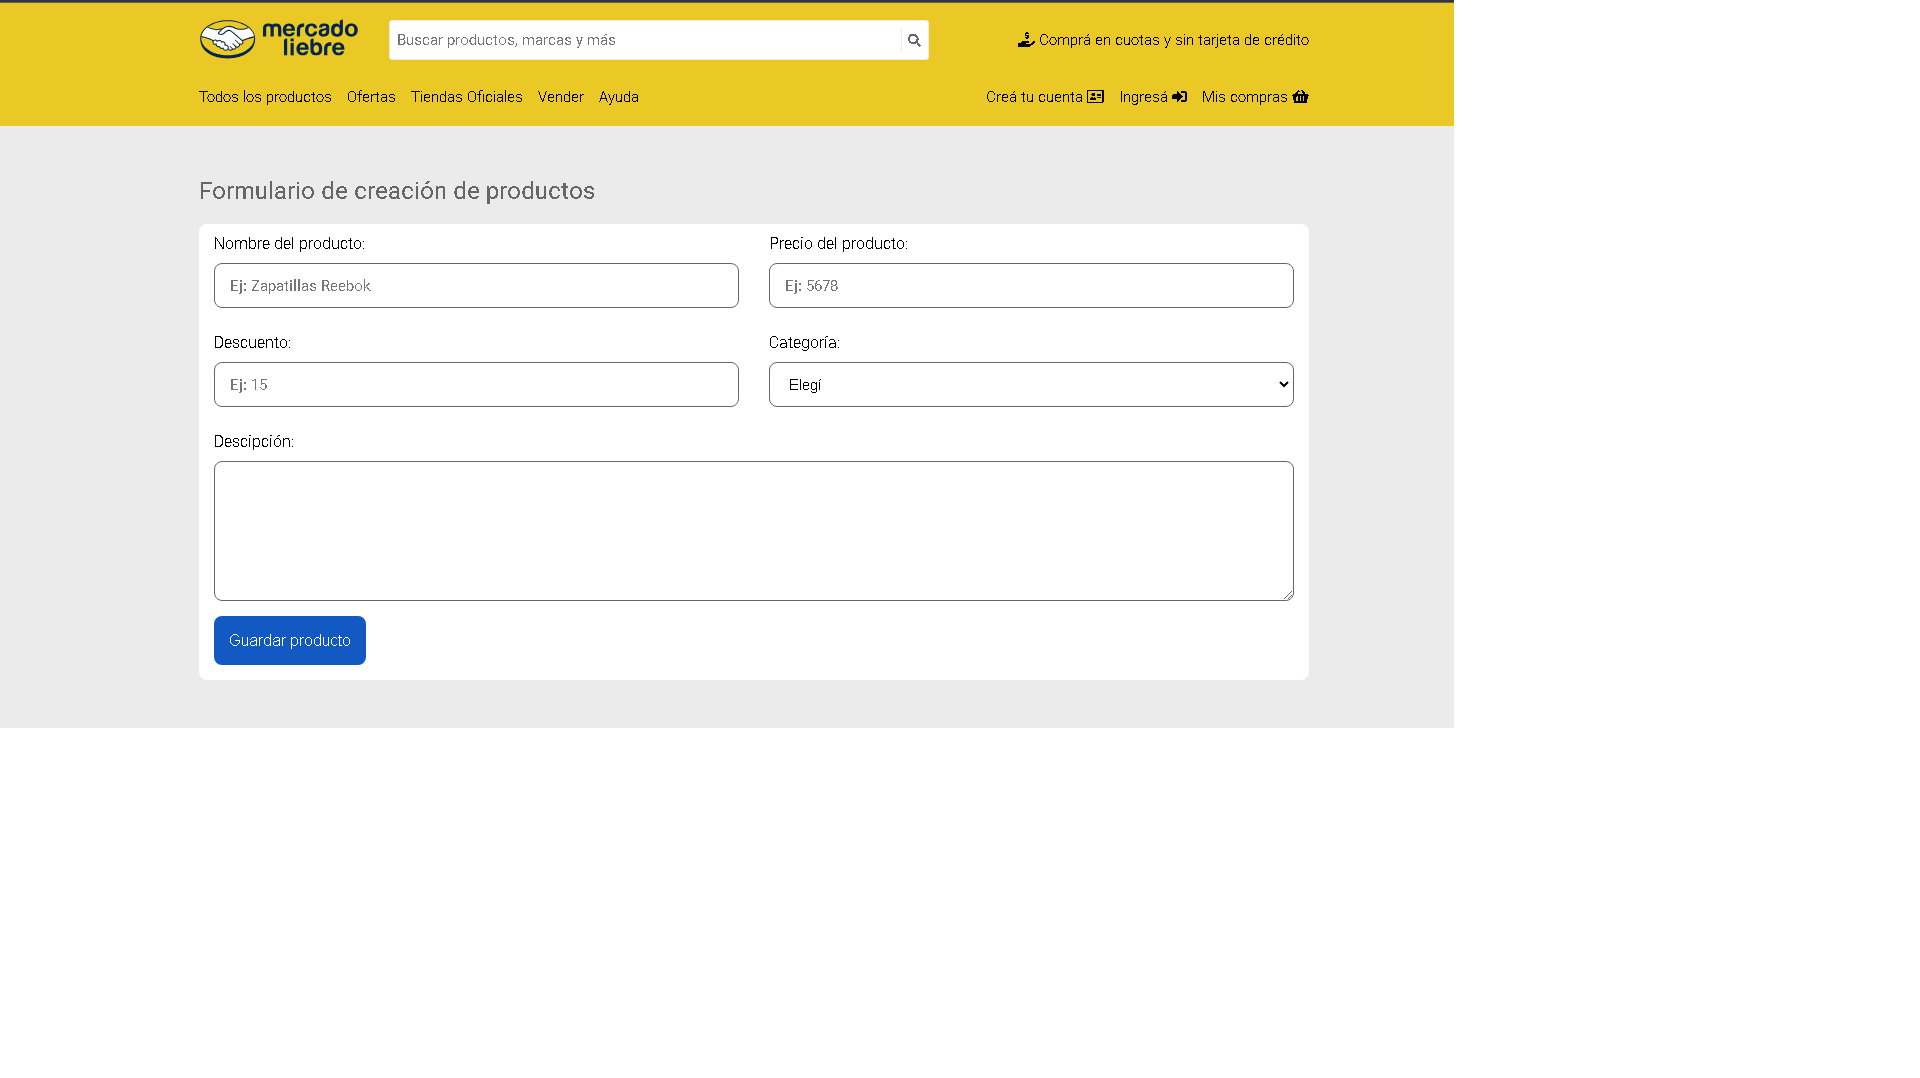 mercado
liebre
Buscar productos, marcas y más
Comprá en cuotas y sin tarjeta de crédito
Todos los productos Ofertas Tiendas Oficiales Vender Ayuda
Creá tu cuenta Ingresá Mis compras
Formulario de creación de productos
Nombre del producto: Precio del producto:
Ej: Zapatillas Reebok Ej: 5678
Descuento: Categoría:
Ej: 15 Elegí
Descipción:
Guardar producto